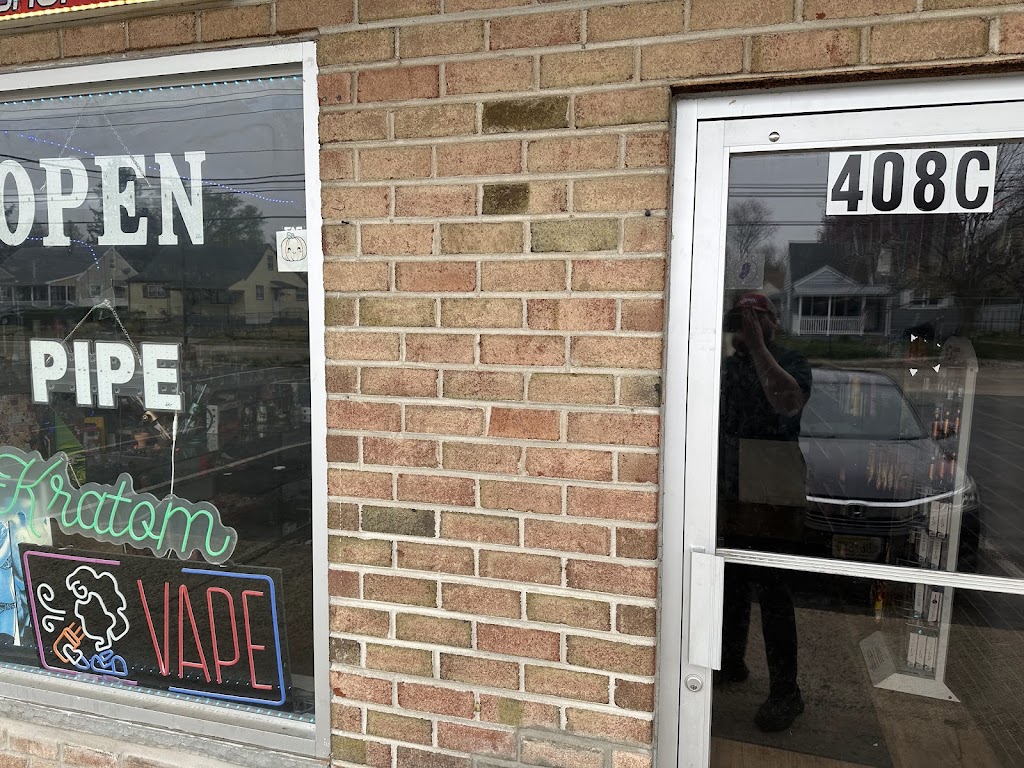 OPEN
PIPE
Kratom
VAPE
408C